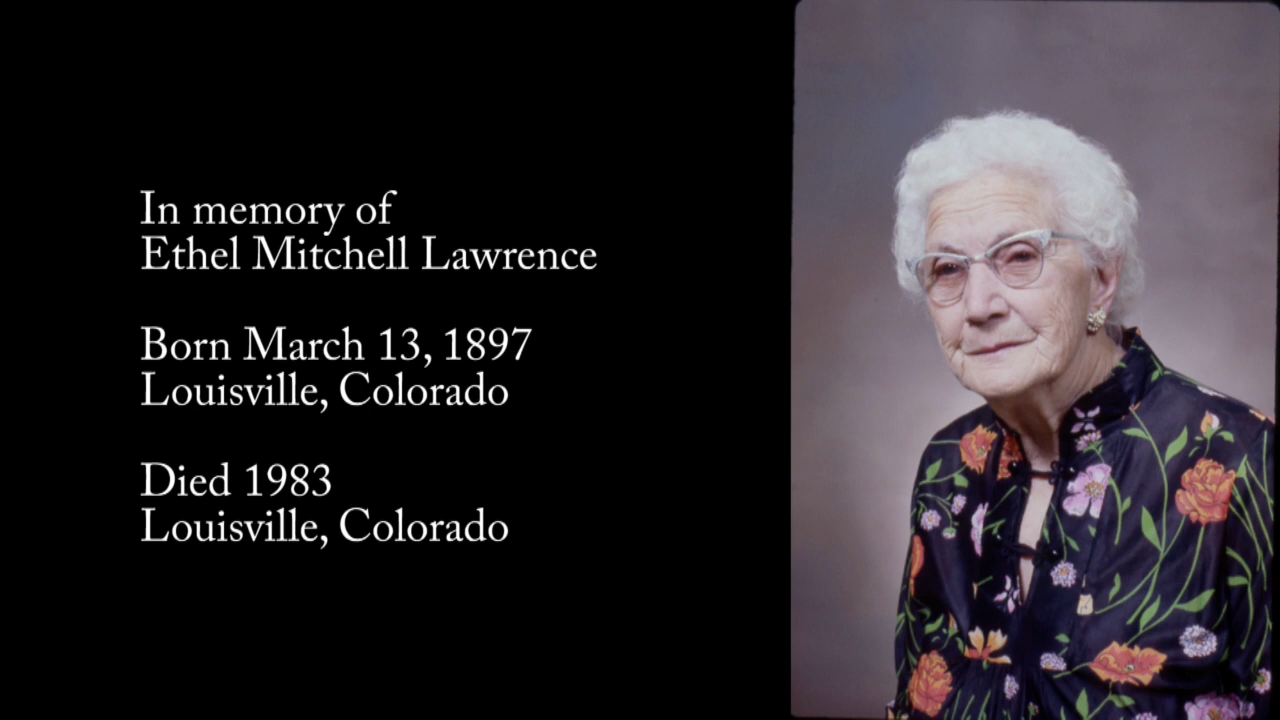 In memory of
Ethel Mitchell Lawrence
Born March 13, 1897
Louisville, Colorado
Died 1983
Louisville, Colorado